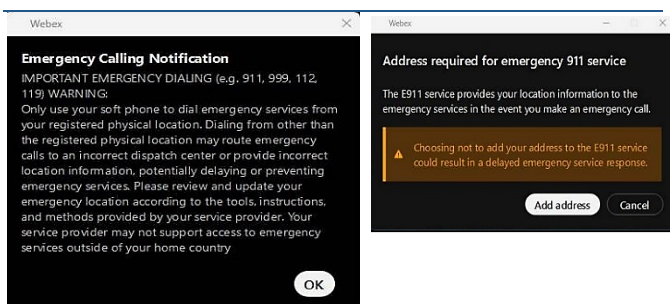 Webex
Emergency Calling Notification
IMPORTANT EMERGENCY DIALING (e.g. 911, 999, 112,
119) WARNING:
Only use your soft phone to dial emergency services from
your registered physical location. Dialing from other than
the registered physical location may route emergency
calls to an incorrect dispatch center or provide incorrect
location information, potentially delaying or preventing
emergency services. Please review and update your
emergency location according to the tools, instructions,
and methods provided by your service provider. Your
service provider may not support access to emergency
services outside of your home country
OK
Webex
Address required for emergency 911 service
The E911 service provides your location information to the
emergency services in the event you make an emergency call.
Choosing not to add your address to the E911 service
could result in a delayed emergency service response.
Add address Cancel